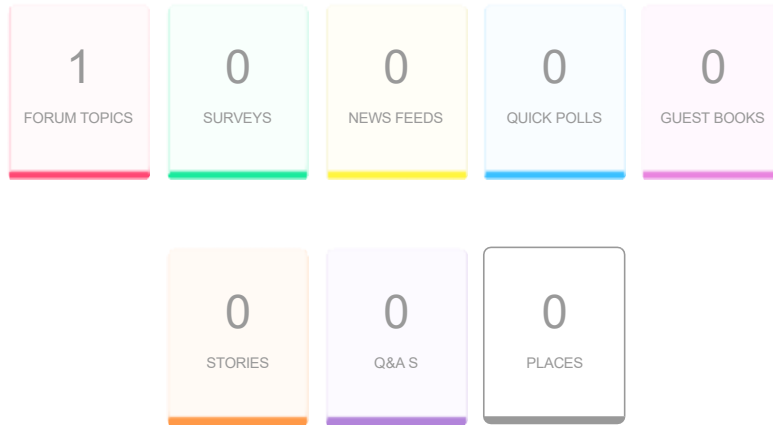 1 0 0 0 0
FORUM TOPICS SURVEYS NEWS FEEDS QUICK POLLS GUEST BOOKS
0 0 0
STORIES Q&A S PLACES